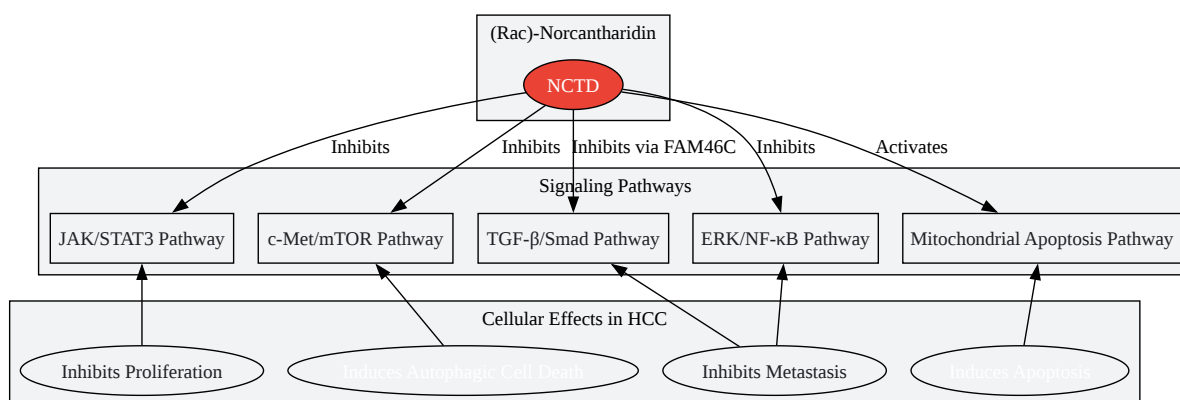 (Rac)-Norcantharidin
NCTD
Inhibits
Inhibits
Inhibits via FAM46C
Inhibits
Activates
Signaling Pathways
JAK/STAT3 Pathway
c-Met/mTOR Pathway
TGF-β/Smad Pathway
ERK/NF-κB Pathway
Mitochondrial Apoptosis Pathway
Cellular Effects in HCC
Inhibits Proliferation
Induces Autophagic Cell Death
Inhibits Metastasis
Induces Apoptosis